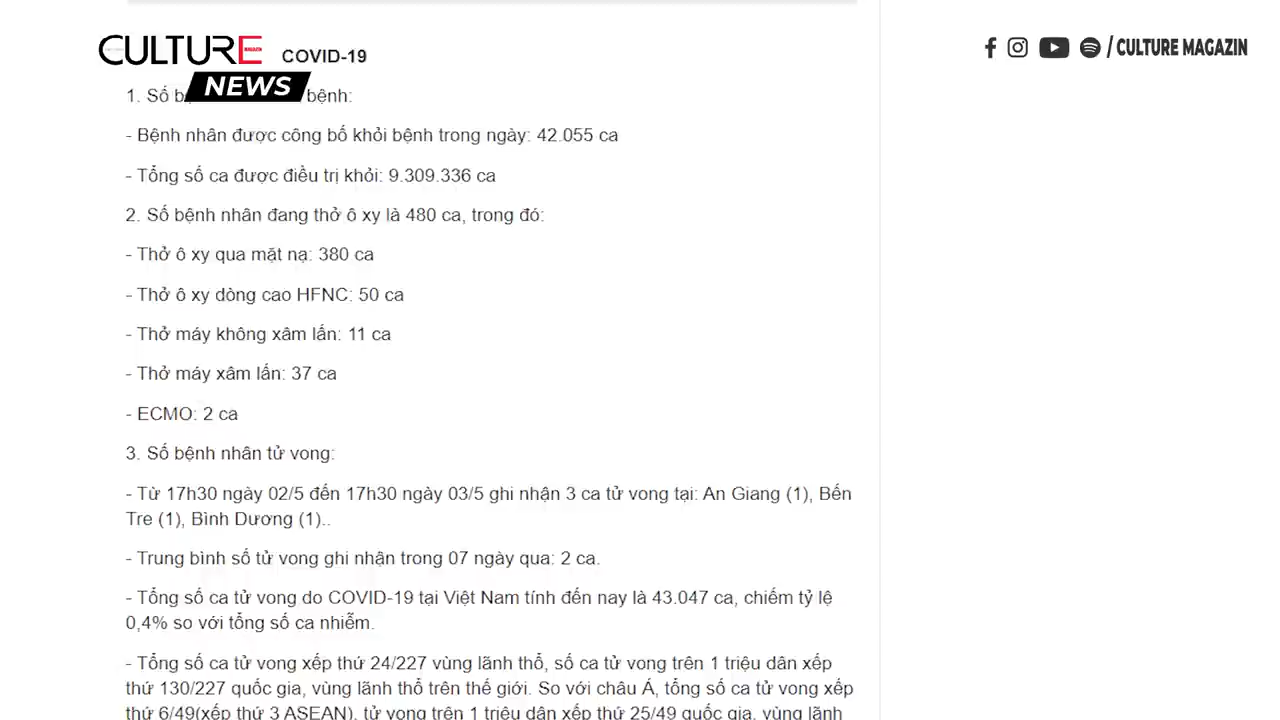 CULTURE
NEWS
COVID-19
/ CULTURE MAGAZIN
1. Số bệnh:
- Bệnh nhân được công bố khỏi bệnh trong ngày: 42.055 ca
- Tổng số ca được điều trị khỏi: 9.309.336 ca
2. Số bệnh nhân đang thở ô xy là 480 ca, trong đó:
- Thở ô xy qua mặt nạ: 380 ca
- Thở ô xy dòng cao HFNC: 50 ca
- Thở máy không xâm lấn: 11 ca
- Thở máy xâm lấn: 37 ca
- ECMO: 2 ca
3. Số bệnh nhân tử vong:
- Từ 17h30 ngày 02/5 đến 17h30 ngày 03/5 ghi nhận 3 ca tử vong tại: An Giang (1), Bến
Tre (1), Bình Dương (1)..
- Trung bình số tử vong ghi nhận trong 07 ngày qua: 2 ca.
- Tổng số ca tử vong do COVID-19 tại Việt Nam tính đến nay là 43.047 ca, chiếm tỷ lệ
0,4% so với tổng số ca nhiễm.
- Tổng số ca tử vong xếp thứ 24/227 vùng lãnh thổ, số ca tử vong trên 1 triệu dân xếp
thứ 130/227 quốc gia, vùng lãnh thổ trên thế giới. So với châu Á, tổng số ca tử vong xếp
thứ 6/49(xếp thứ 3 ASEAN), tử vong trên 1 triệu dân xếp thứ 25/49 quốc gia, vùng lãnh